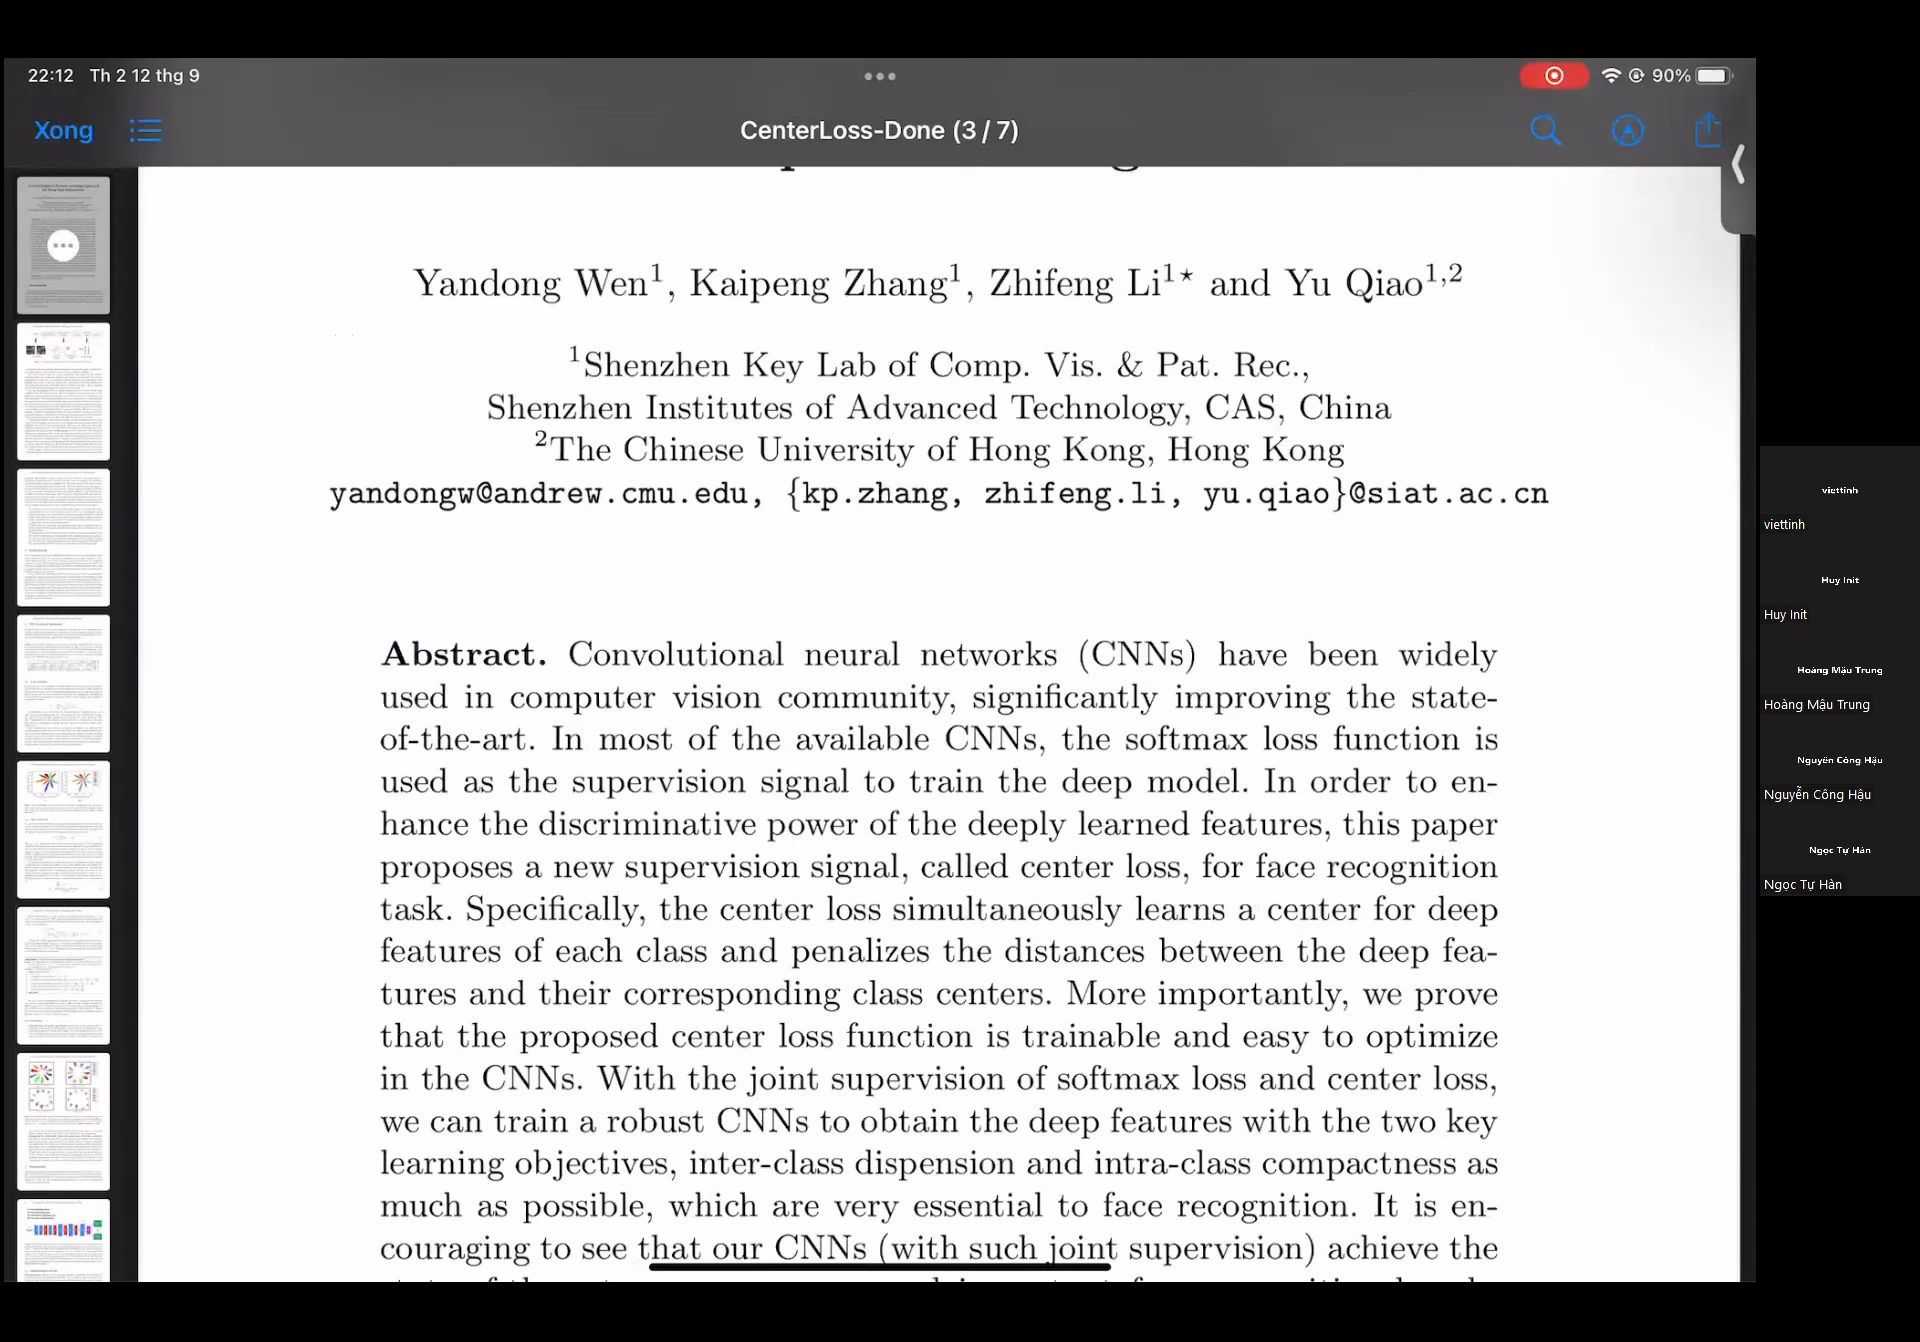 22:12 Th 2 12 thg 9
90%
Xong
CenterLoss-Done (3 / 7)
Yandong Wen1, Kaipeng Zhang1, Zhifeng Li1⋆ and Yu Qiao1,2
1Shenzhen Key Lab of Comp. Vis. & Pat. Rec.,
Shenzhen Institutes of Advanced Technology, CAS, China
2The Chinese University of Hong Kong, Hong Kong
yandongw@andrew.cmu.edu, {kp.zhang, zhifeng.li, yu.qiao}@siat.ac.cn
Abstract. Convolutional neural networks (CNNs) have been widely
used in computer vision community, significantly improving the state-
of-the-art. In most of the available CNNs, the softmax loss function is
used as the supervision signal to train the deep model. In order to en-
hance the discriminative power of the deeply learned features, this paper
proposes a new supervision signal, called center loss, for face recognition
task. Specifically, the center loss simultaneously learns a center for deep
features of each class and penalizes the distances between the deep fea-
tures and their corresponding class centers. More importantly, we prove
that the proposed center loss function is trainable and easy to optimize
in the CNNs. With the joint supervision of softmax loss and center loss,
we can train a robust CNNs to obtain the deep features with the two key
learning objectives, inter-class dispension and intra-class compactness as
much as possible, which are very essential to face recognition. It is en-
couraging to see that our CNNs (with such joint supervision) achieve the
viettinh
viettinh
Huy Init
Huy Init
Hoàng Mậu Trung
Hoàng Mậu Trung
Nguyễn Công Hậu
Nguyễn Công Hậu
Ngọc Tự Hàn
Ngọc Tự Hàn